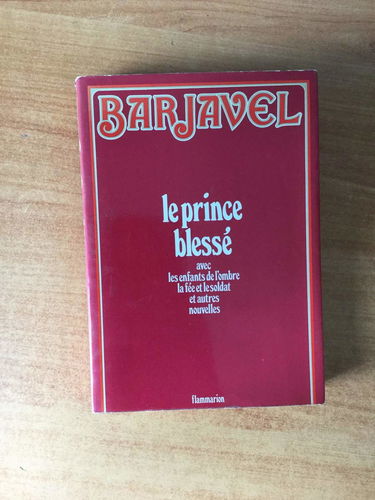 BARJAVEL
le prince
blessé
avec
les enfants de l'ombre
la fée et le soldat
et autres
nouvelles
flammarion